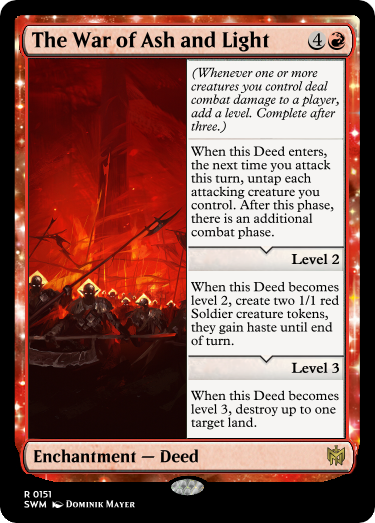 The War of Ash and Light 4
(Whenever one or more
creatures you control deal
combat damage to a player,
add a level. Complete after
three.)
When this Deed enters,
the next time you attack
this turn, untap each
attacking creature you
control. After this phase,
there is an additional
combat phase.
Level 2
When this Deed becomes
level 2, create two 1/1 red
Soldier creature tokens,
they gain haste until end
of turn.
Level 3
When this Deed becomes
level 3, destroy up to one
target land.
Enchantment — Deed
R 0151
SWM Dominik Mayer